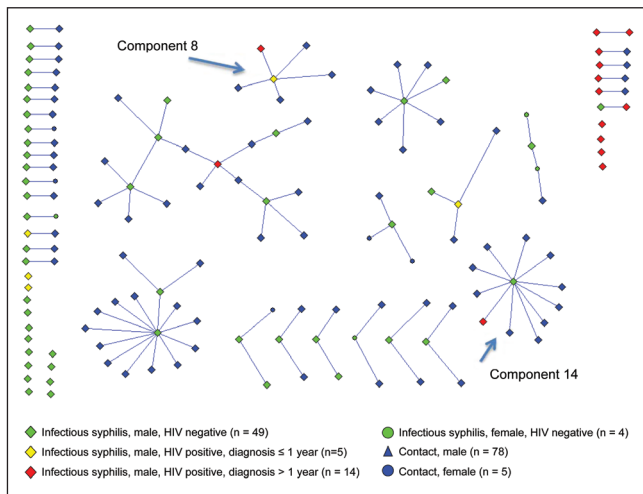 Component 8
Component 14
Infectious syphilis, male, HIV negative (n = 49)
Infectious syphilis, male, HIV positive, diagnosis ≤ 1 year (n=5)
Infectious syphilis, male, HIV positive, diagnosis > 1 year (n = 14)
Infectious syphilis, female, HIV negative (n = 4)
Contact, male (n = 78)
Contact, female (n = 5)